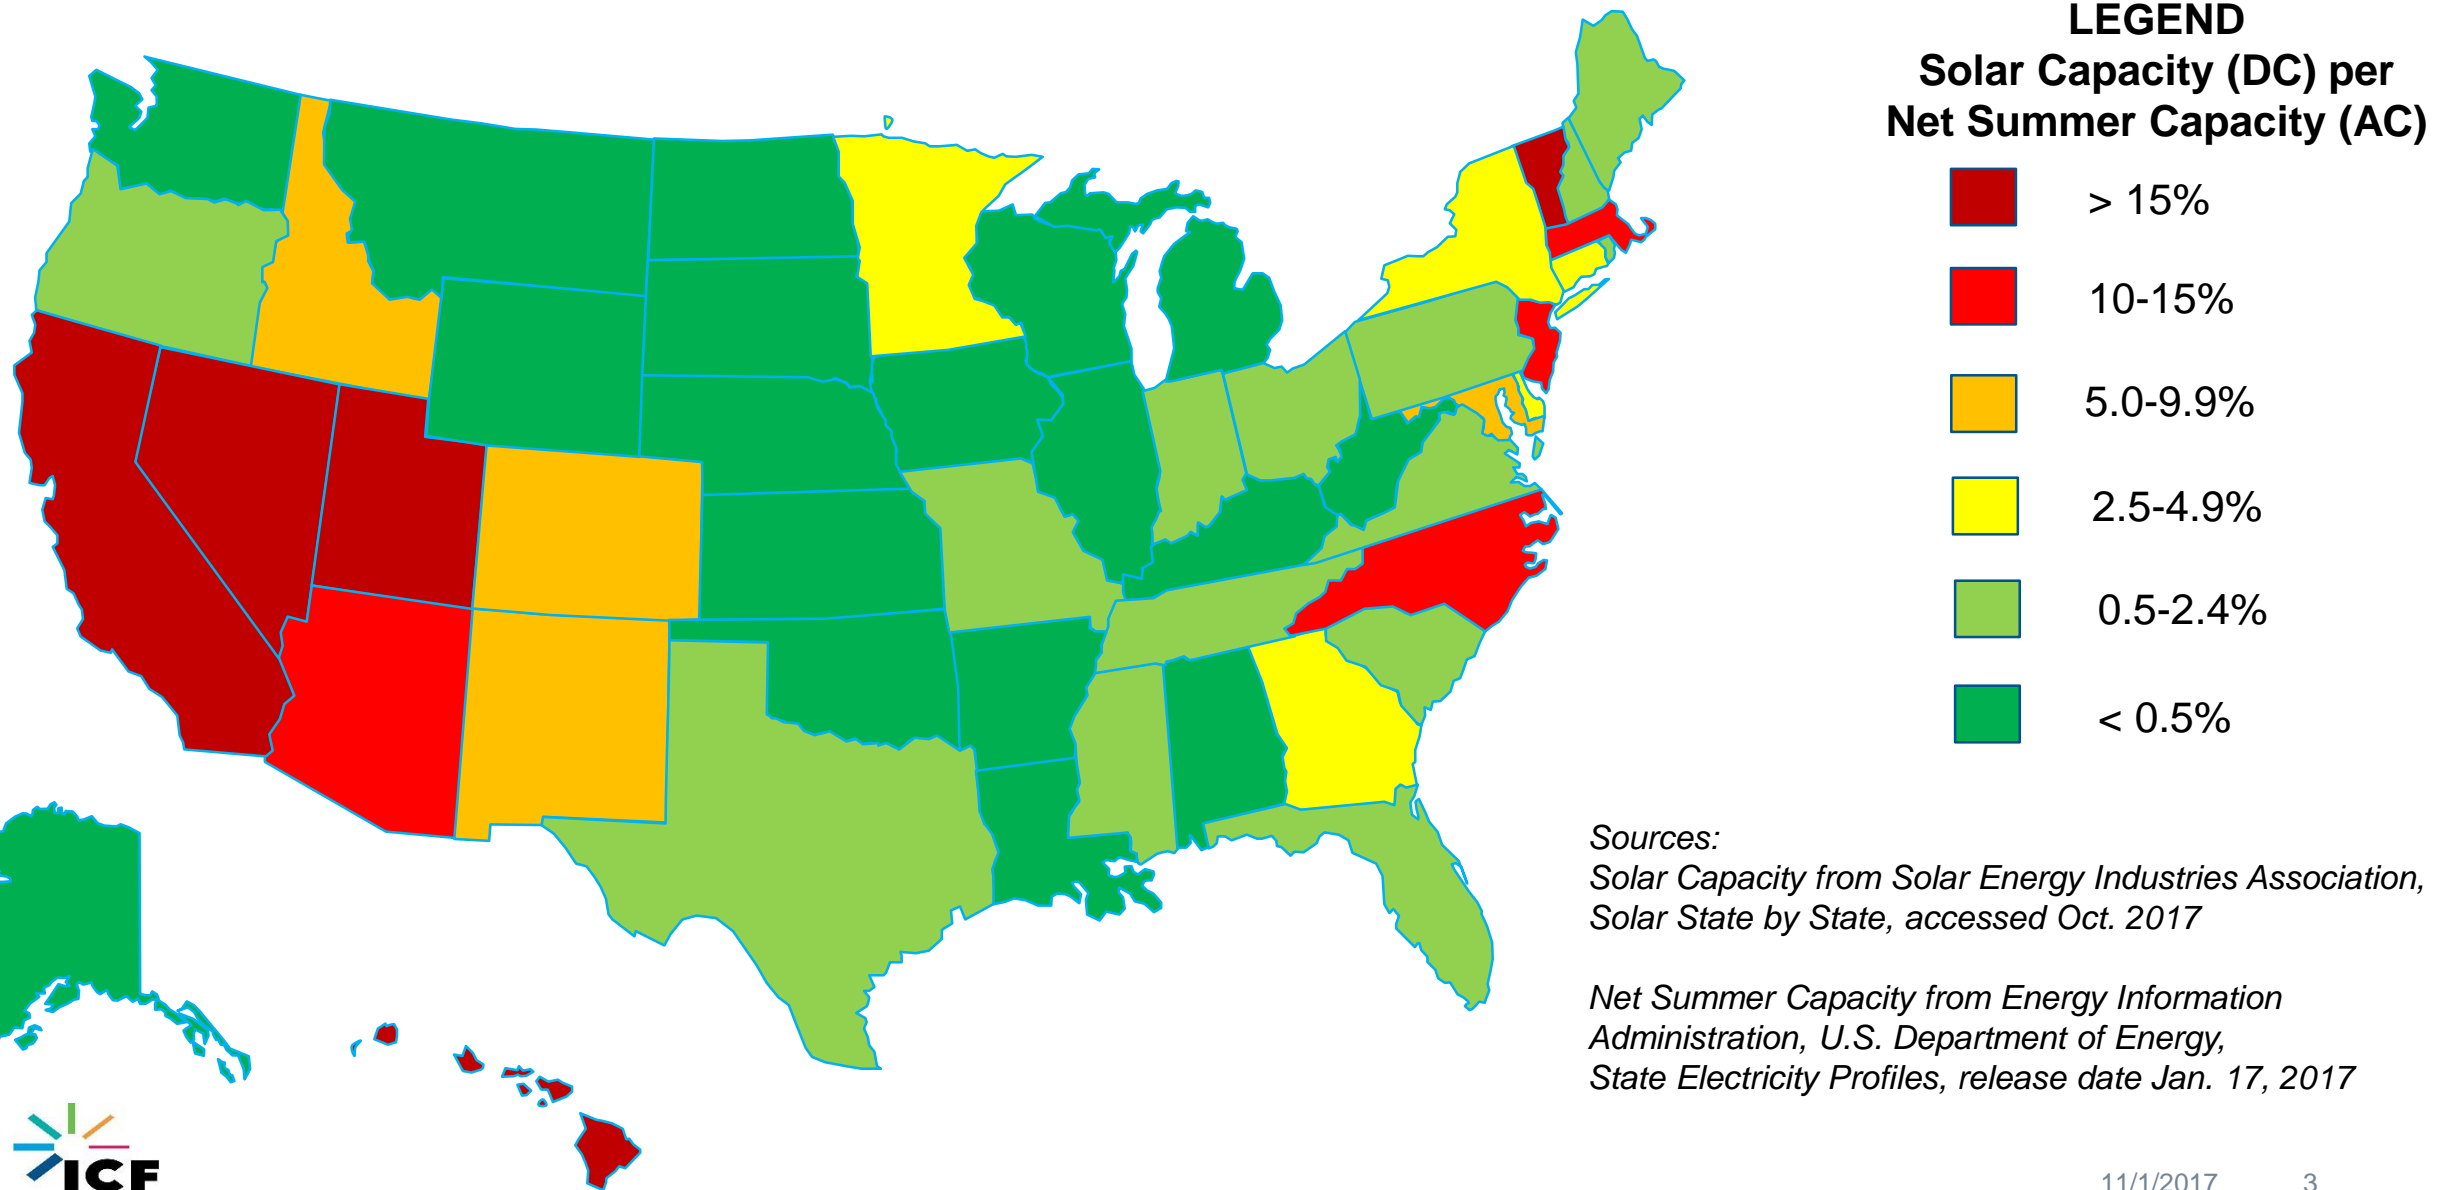 LEGEND
Solar Capacity (DC) per
Net Summer Capacity (AC)
> 15%
10-15%
5.0-9.9%
2.5-4.9%
0.5-2.4%
< 0.5%
Sources:
Solar Capacity from Solar Energy Industries Association,
Solar State by State, accessed Oct. 2017
Net Summer Capacity from Energy Information
Administration, U.S. Department of Energy,
State Electricity Profiles, release date Jan. 17, 2017
ICF
11/1/2017 3